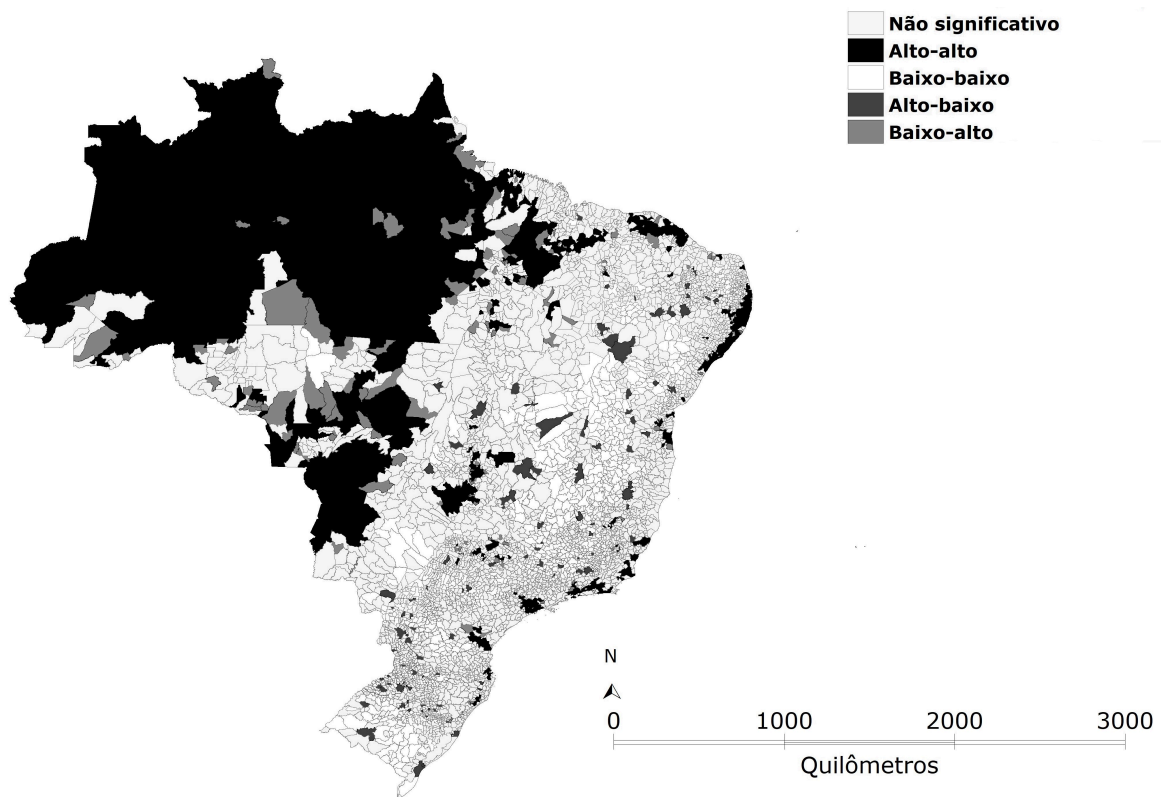 Não significativo
Alto-alto
Baixo-baixo
Alto-baixo
Baixo-alto
N
0 1000 2000 3000
Quilômetros